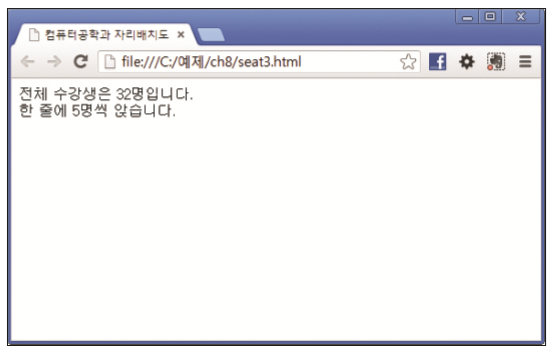 컴퓨터공학과 자리배치도
file:///C:/예제/ch8/seat3.html
전체 수강생은 32명입니다.
한 줄에 5명씩 앉습니다.